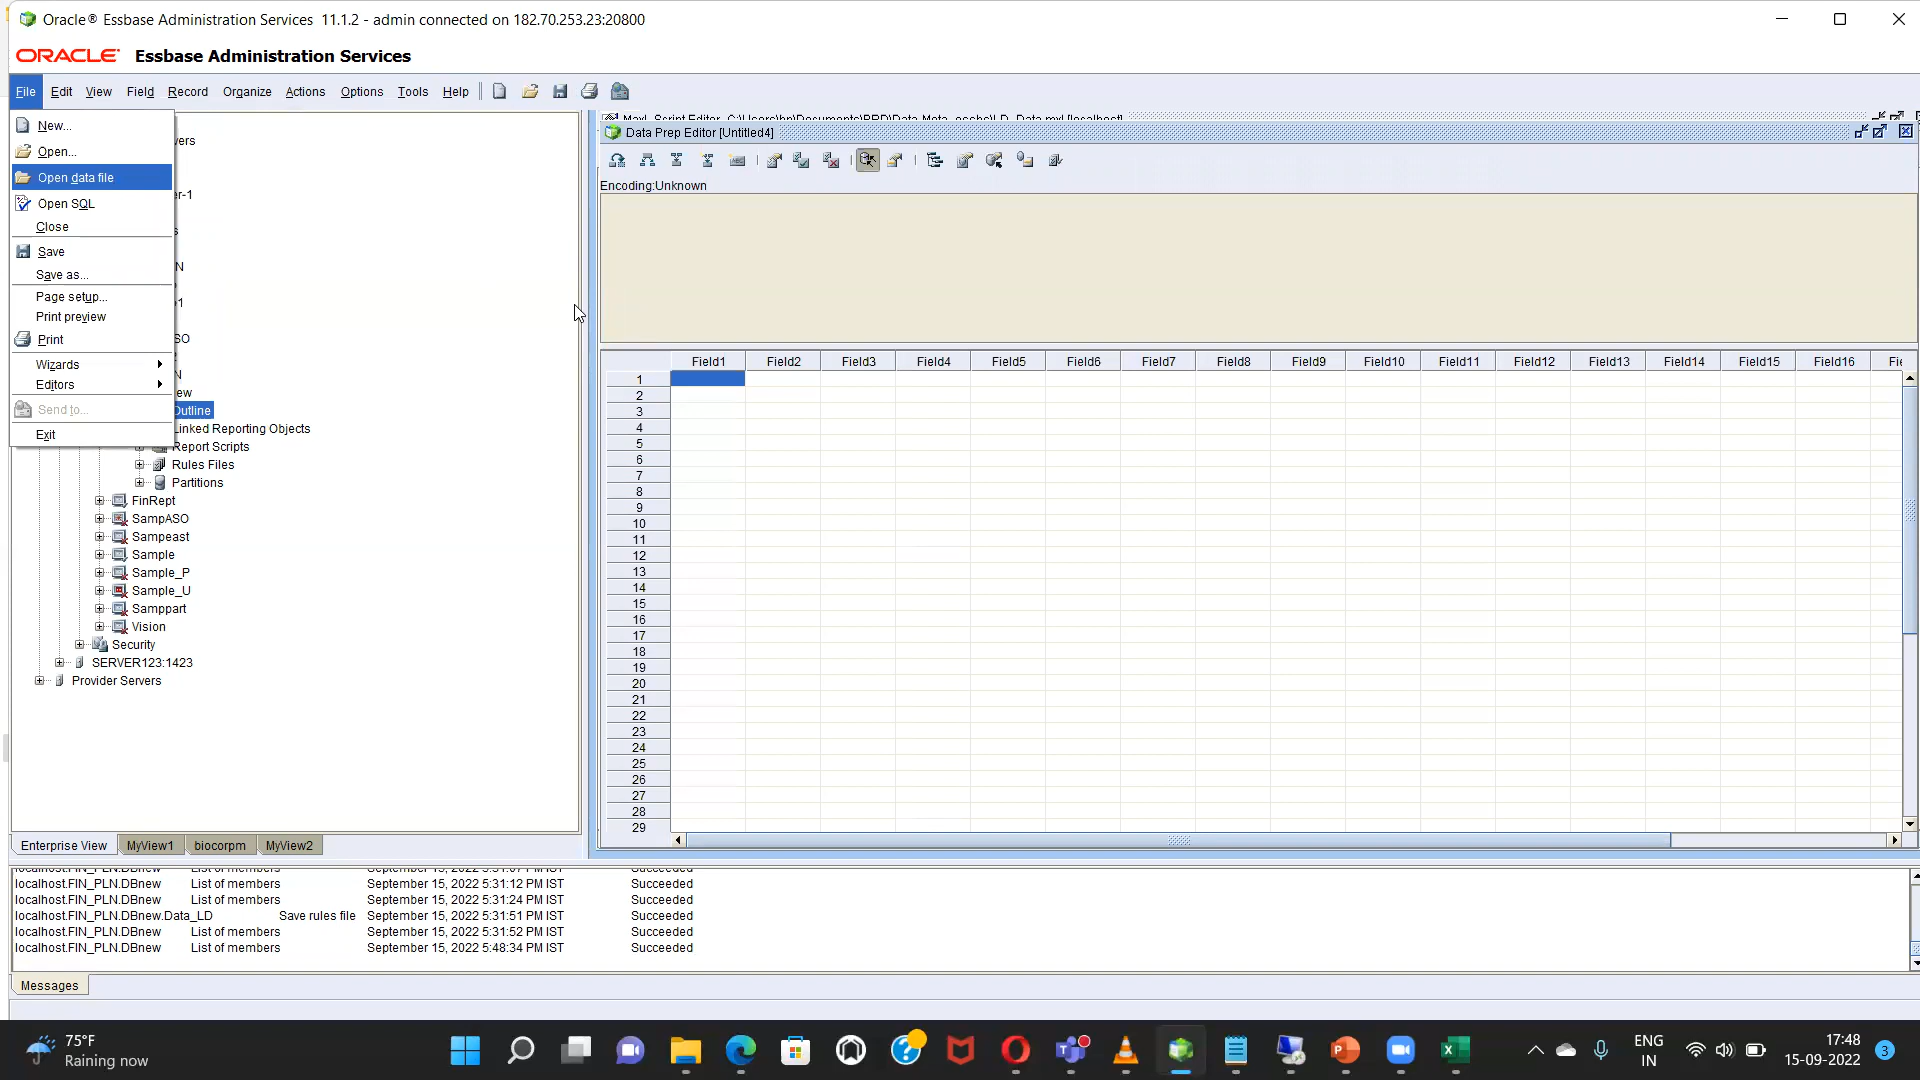 Oracle® Essbase Administration Services 11.1.2 - admin connected on 182.70.253.23:20800
ORACLE Essbase Administration Services
File Edit View Field Record Organize Actions Options Tools Help
New...
Open...
Open data file
Open SQL
Close
Save
Save as...
Page setup...
Print preview
Print
Wizards
Editors
Send to...
Exit
vers
r-1
s
N
1
SO
N
ew
Outline
Linked Reporting Objects
Report Scripts
Rules Files
Partitions
FinRept
SampASO
Sampeast
Sample
Sample_P
Sample_U
Samppart
Vision
Security
SERVER123:1423
Provider Servers
Enterprise View MyView1 biocorpm MyView2
Data Prep Editor [Untitled4]
Encoding:Unknown
Field1 Field2 Field3 Field4 Field5 Field6 Field7 Field8 Field9 Field10 Field11 Field12 Field13 Field14 Field15 Field16 Fie
1
2
3
4
5
6
7
8
9
10
11
12
13
14
15
16
17
18
19
20
21
22
23
24
25
26
27
28
29
localhost.FIN_PLN.DBnew List of members September 15, 2022 5:31:12 PM IST Succeeded
localhost.FIN_PLN.DBnew List of members September 15, 2022 5:31:24 PM IST Succeeded
localhost.FIN_PLN.DBnew.Data_LD Save rules file September 15, 2022 5:31:51 PM IST Succeeded
localhost.FIN_PLN.DBnew List of members September 15, 2022 5:31:52 PM IST Succeeded
localhost.FIN_PLN.DBnew List of members September 15, 2022 5:48:34 PM IST Succeeded
Messages
75°F
Raining now
ENG
IN
17:48
15-09-2022
3